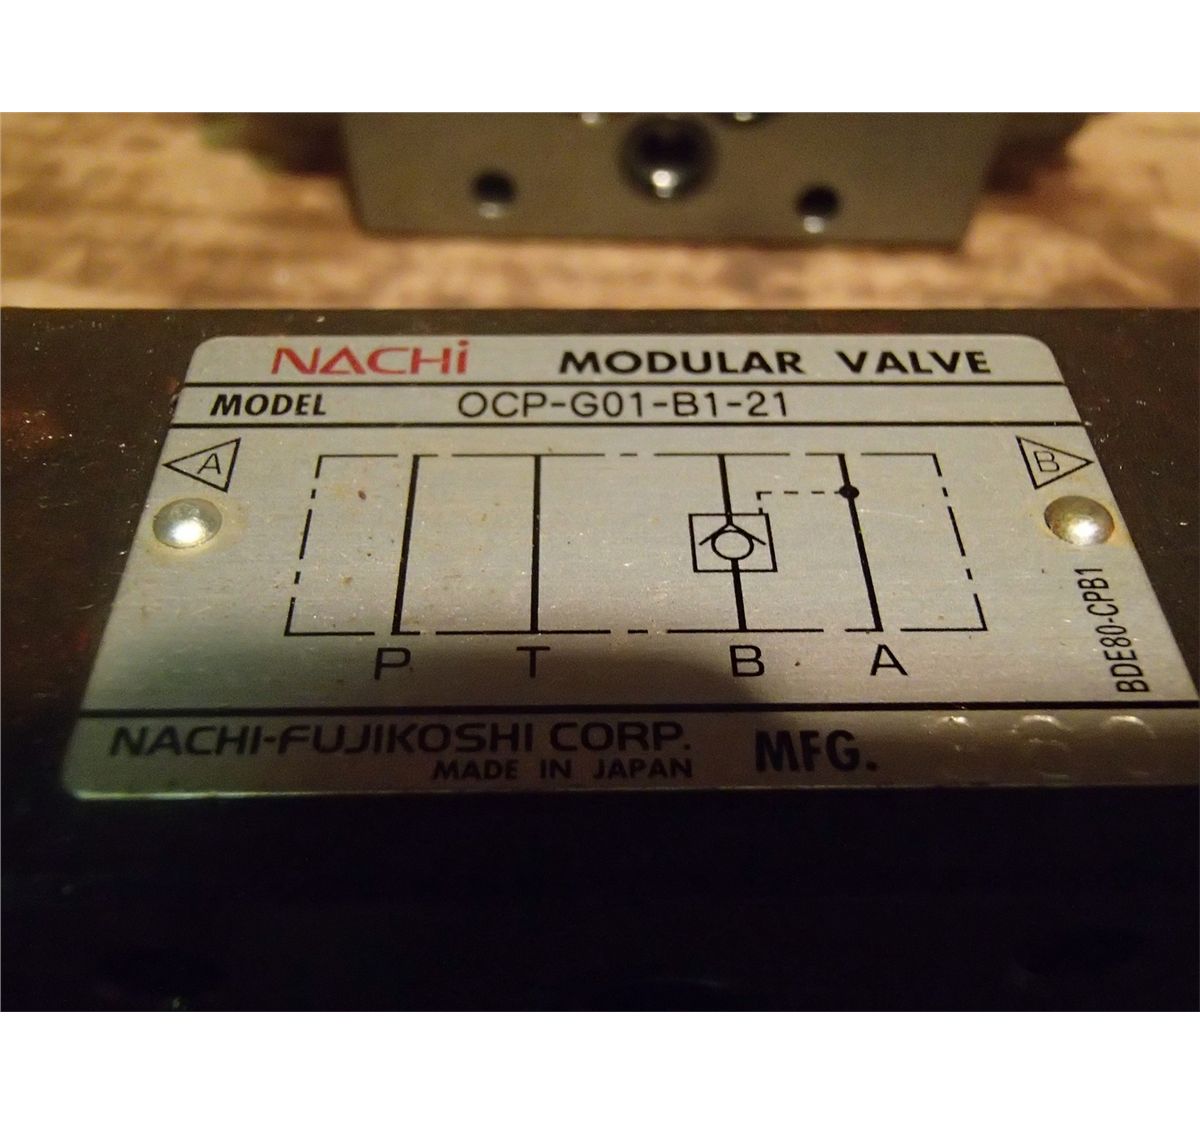 NACHi MODULAR VALVE
MODEL OCP-G01-B1-21
A B
P T B A
BDE80-CPB1
NACHI-FUJIKOSHI CORP. MFG.
MADE IN JAPAN